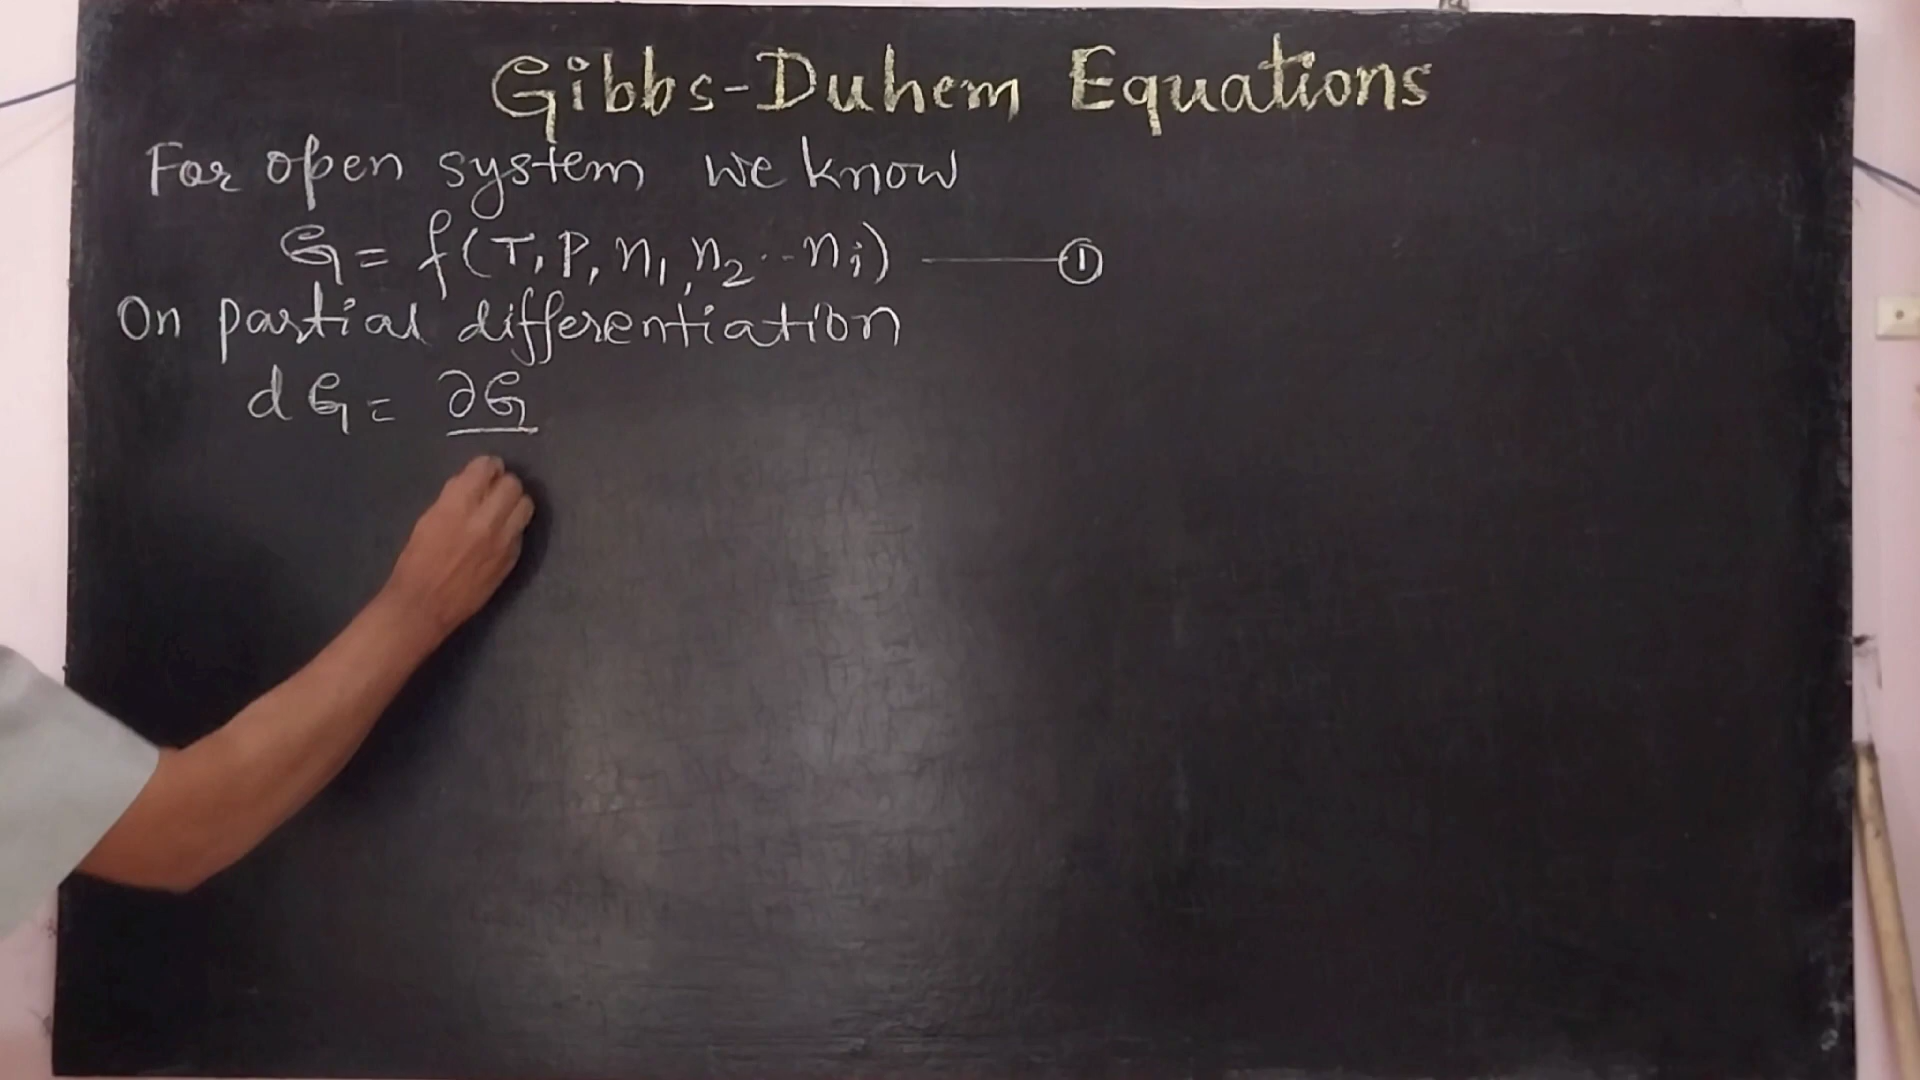 Gibbs-Duhem Equations
For open system we know
G = f(T, P, n₁, n₂ ... nᵢ) ——— ①
On partial differentiation
dG = ∂G